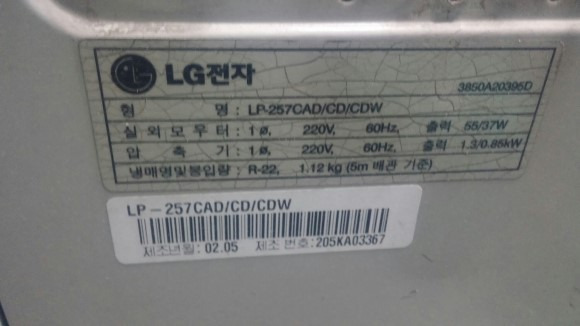 LG전자
3850A20395D
형 명 : LP-257CAD/CD/CDW
실 외 모 우 터 : 1 ø, 220V, 60Hz, 출력 55/37W
압 축 기 : 1 ø, 220V, 60Hz, 출력 1.3/0.85kW
냉매명및봉입량 : R-22, 1.12 kg (5m 배관 기준)
LP-257CAD/CD/CDW
제조년월 : 02.05 제조 번호: 205KA03367